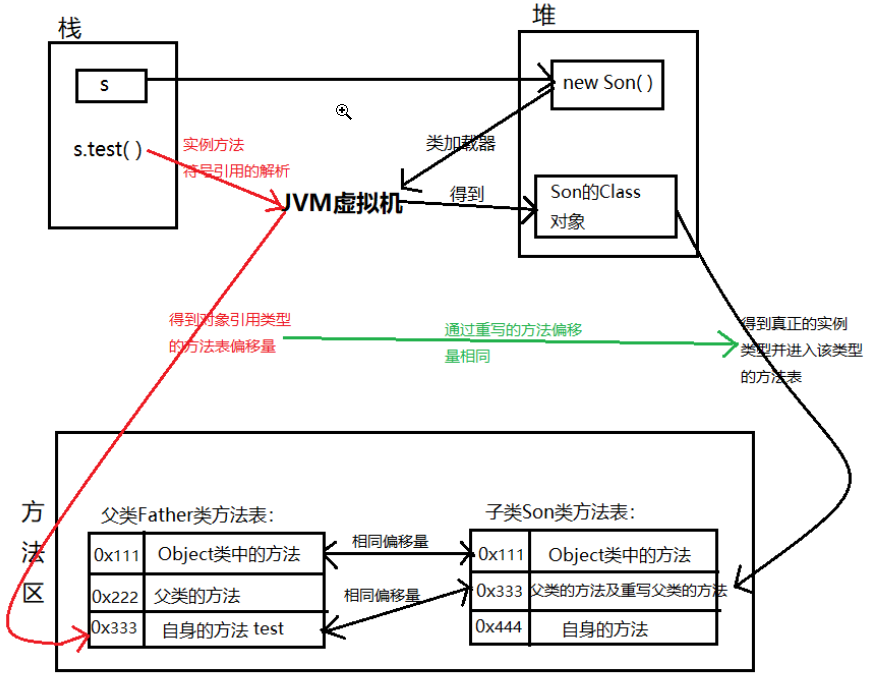 栈
堆
s
new Son( )
s.test( )
实例方法
符号引用的解析
类加载器
JVM虚拟机
得到
Son的Class
对象
得到对象引用类型
的方法表偏移量
通过重写的方法偏移
量相同
得到真正的实例
类型并进入该类型
的方法表
方
法
区
父类Father类方法表：
0x111
Object类中的方法
0x222
父类的方法
0x333
自身的方法 test
相同偏移量
相同偏移量
子类Son类方法表：
0x111
Object类中的方法
0x333
父类的方法及重写父类的方法
0x444
自身的方法